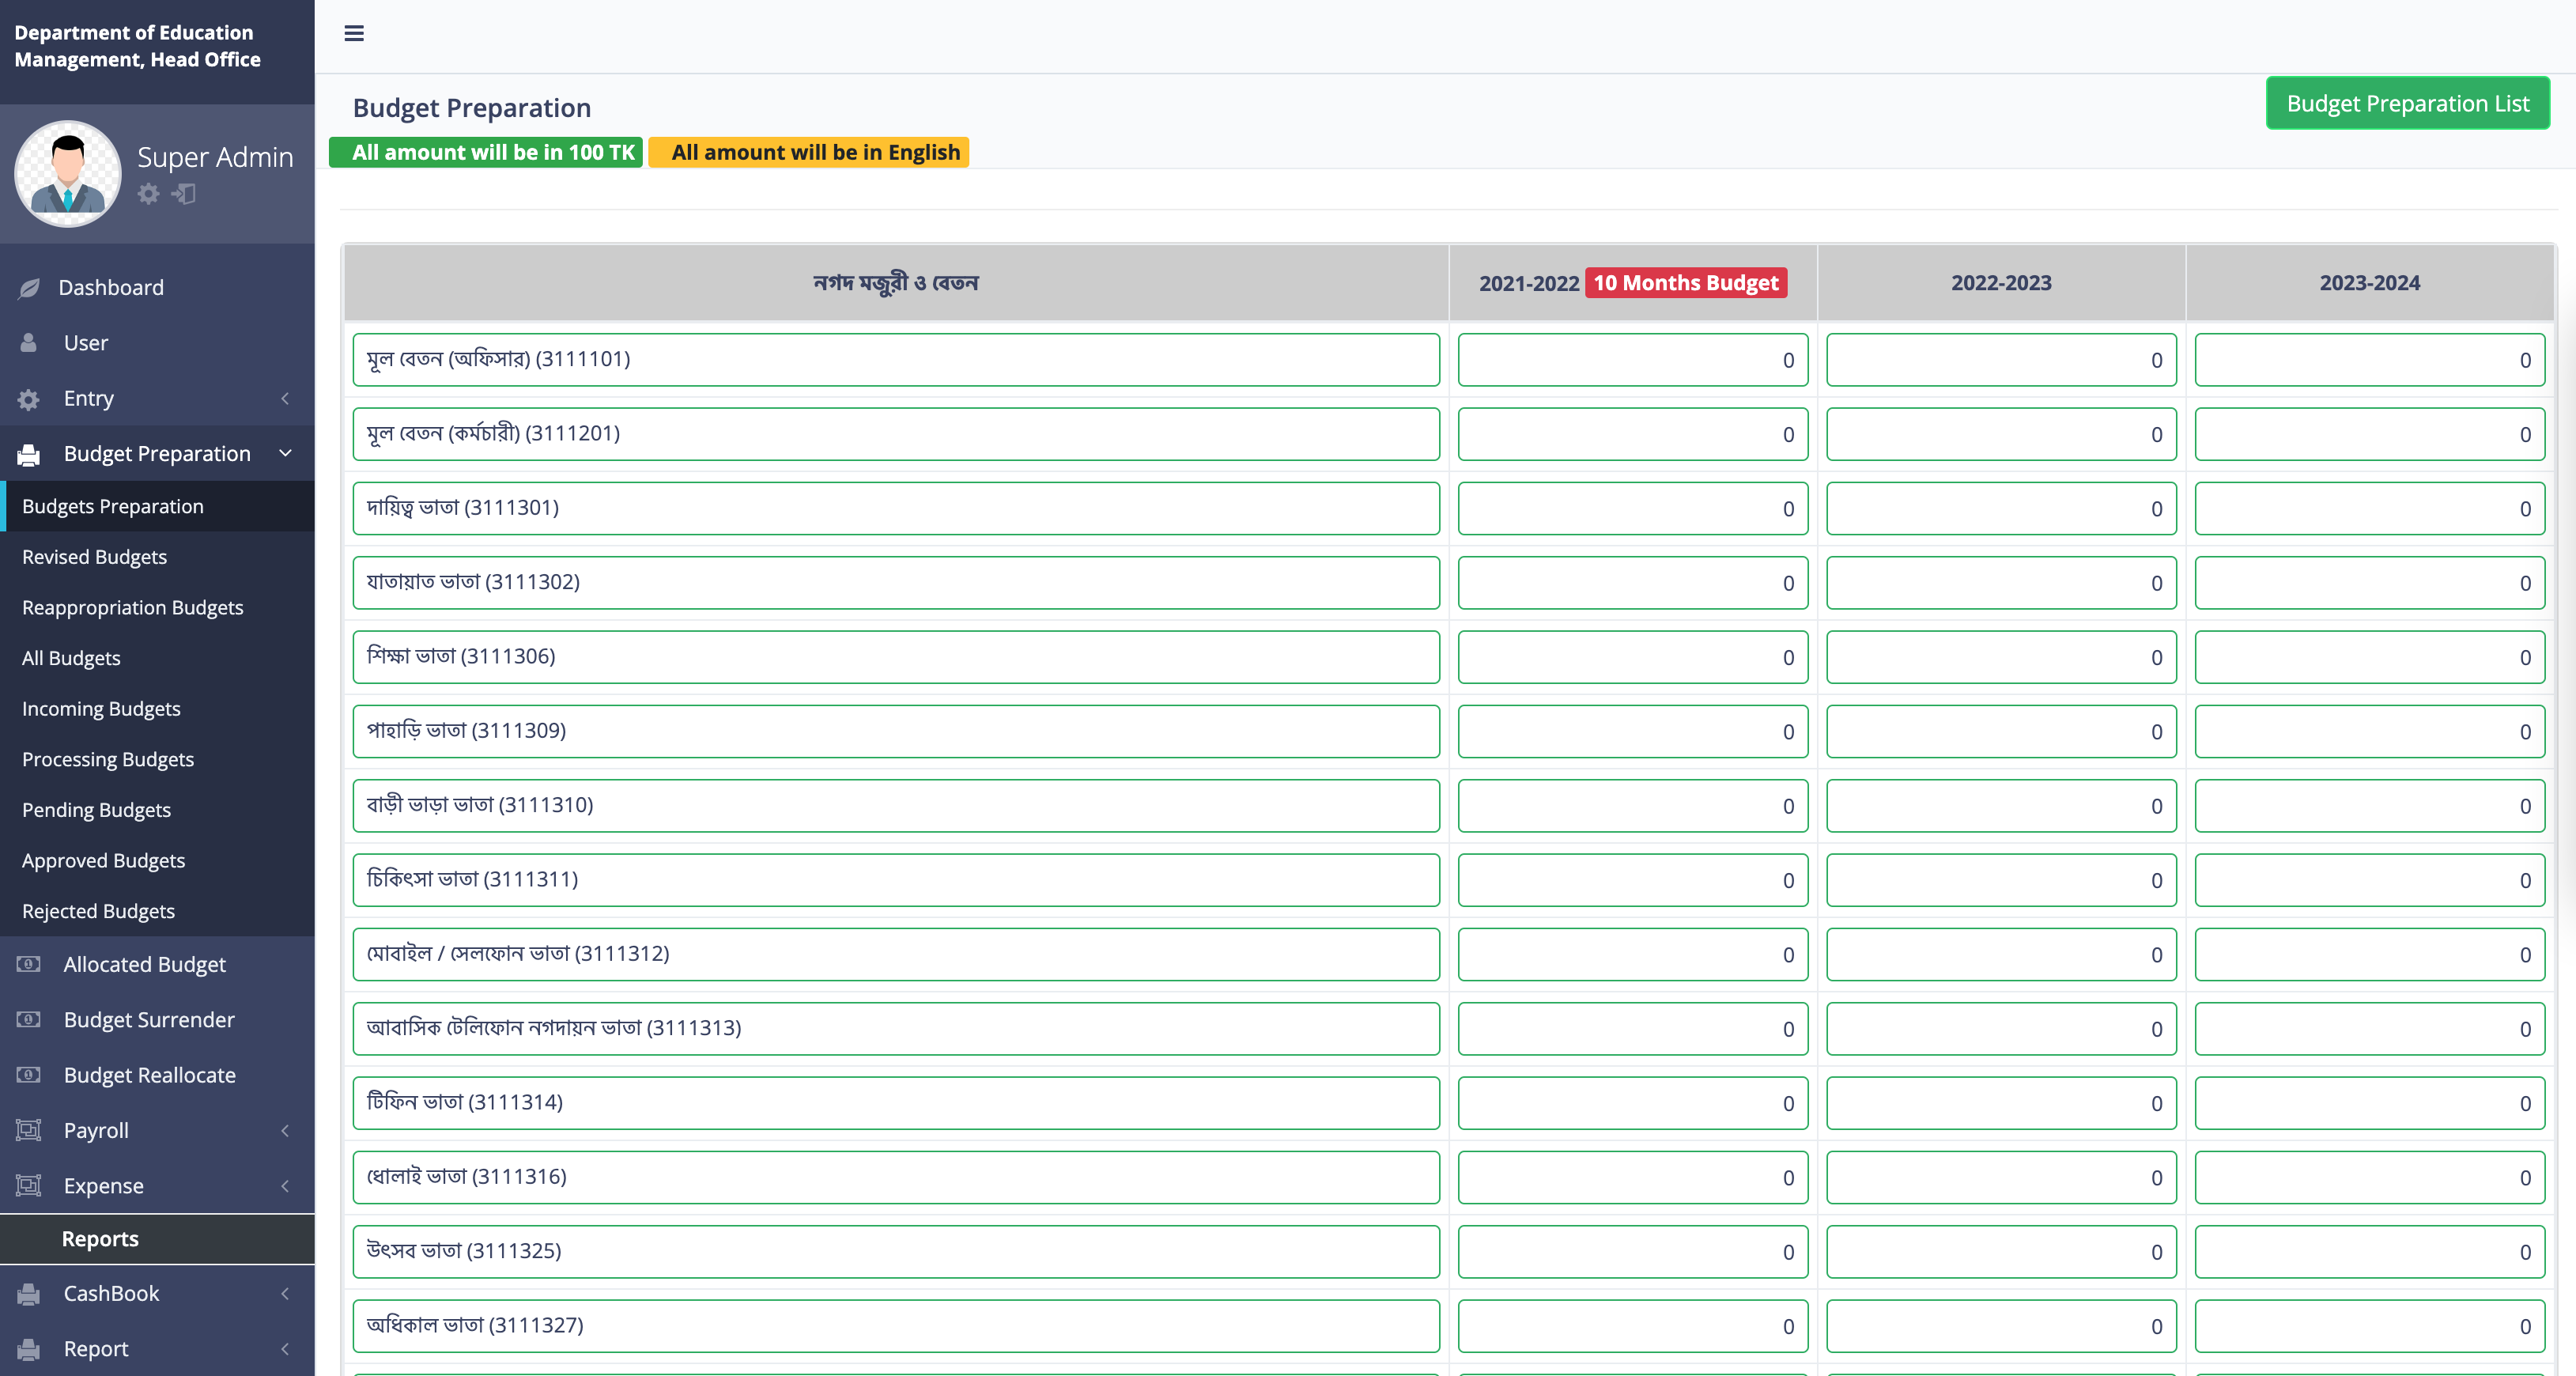 Department of Education
Management, Head Office
Super Admin
Dashboard
User
Entry
Budget Preparation
Budgets Preparation
Revised Budgets
Reappropriation Budgets
All Budgets
Incoming Budgets
Processing Budgets
Pending Budgets
Approved Budgets
Rejected Budgets
Allocated Budget
Budget Surrender
Budget Reallocate
Payroll
Expense
Reports
CashBook
Report
Budget Preparation
Budget Preparation List
All amount will be in 100 TK All amount will be in English
নগদ মজুরী ও বেতন 2021-2022 10 Months Budget 2022-2023 2023-2024
মূল বেতন (অফিসার) (3111101) 0 0 0
মূল বেতন (কর্মচারী) (3111201) 0 0 0
দায়িত্ব ভাতা (3111301) 0 0 0
যাতায়াত ভাতা (3111302) 0 0 0
শিক্ষা ভাতা (3111306) 0 0 0
পাহাড়ি ভাতা (3111309) 0 0 0
বাড়ী ভাড়া ভাতা (3111310) 0 0 0
চিকিৎসা ভাতা (3111311) 0 0 0
মোবাইল / সেলফোন ভাতা (3111312) 0 0 0
আবাসিক টেলিফোন নগদায়ন ভাতা (3111313) 0 0 0
টিফিন ভাতা (3111314) 0 0 0
ধোলাই ভাতা (3111316) 0 0 0
উৎসব ভাতা (3111325) 0 0 0
অধিকাল ভাতা (3111327) 0 0 0